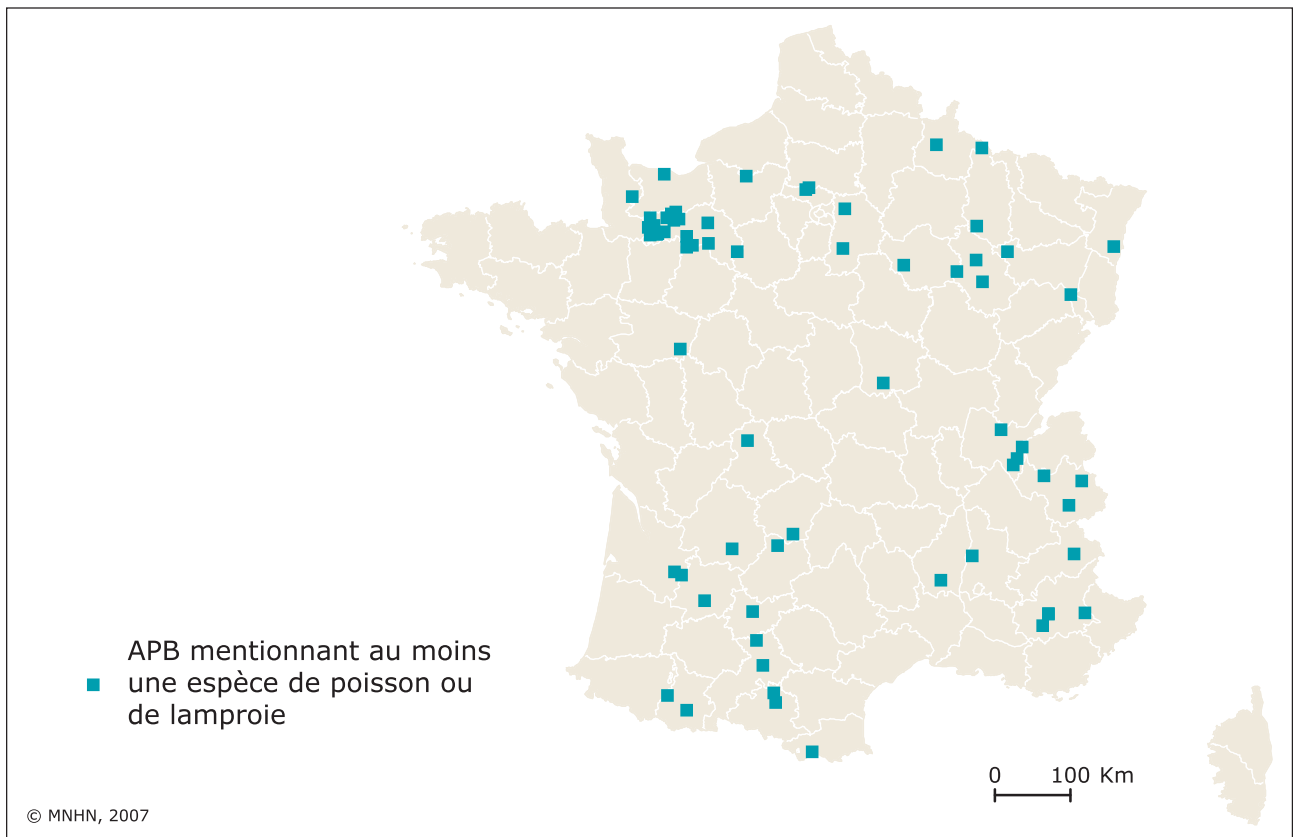 APB mentionnant au moins
une espèce de poisson ou
de lamproie
0 100 Km
© MNHN, 2007